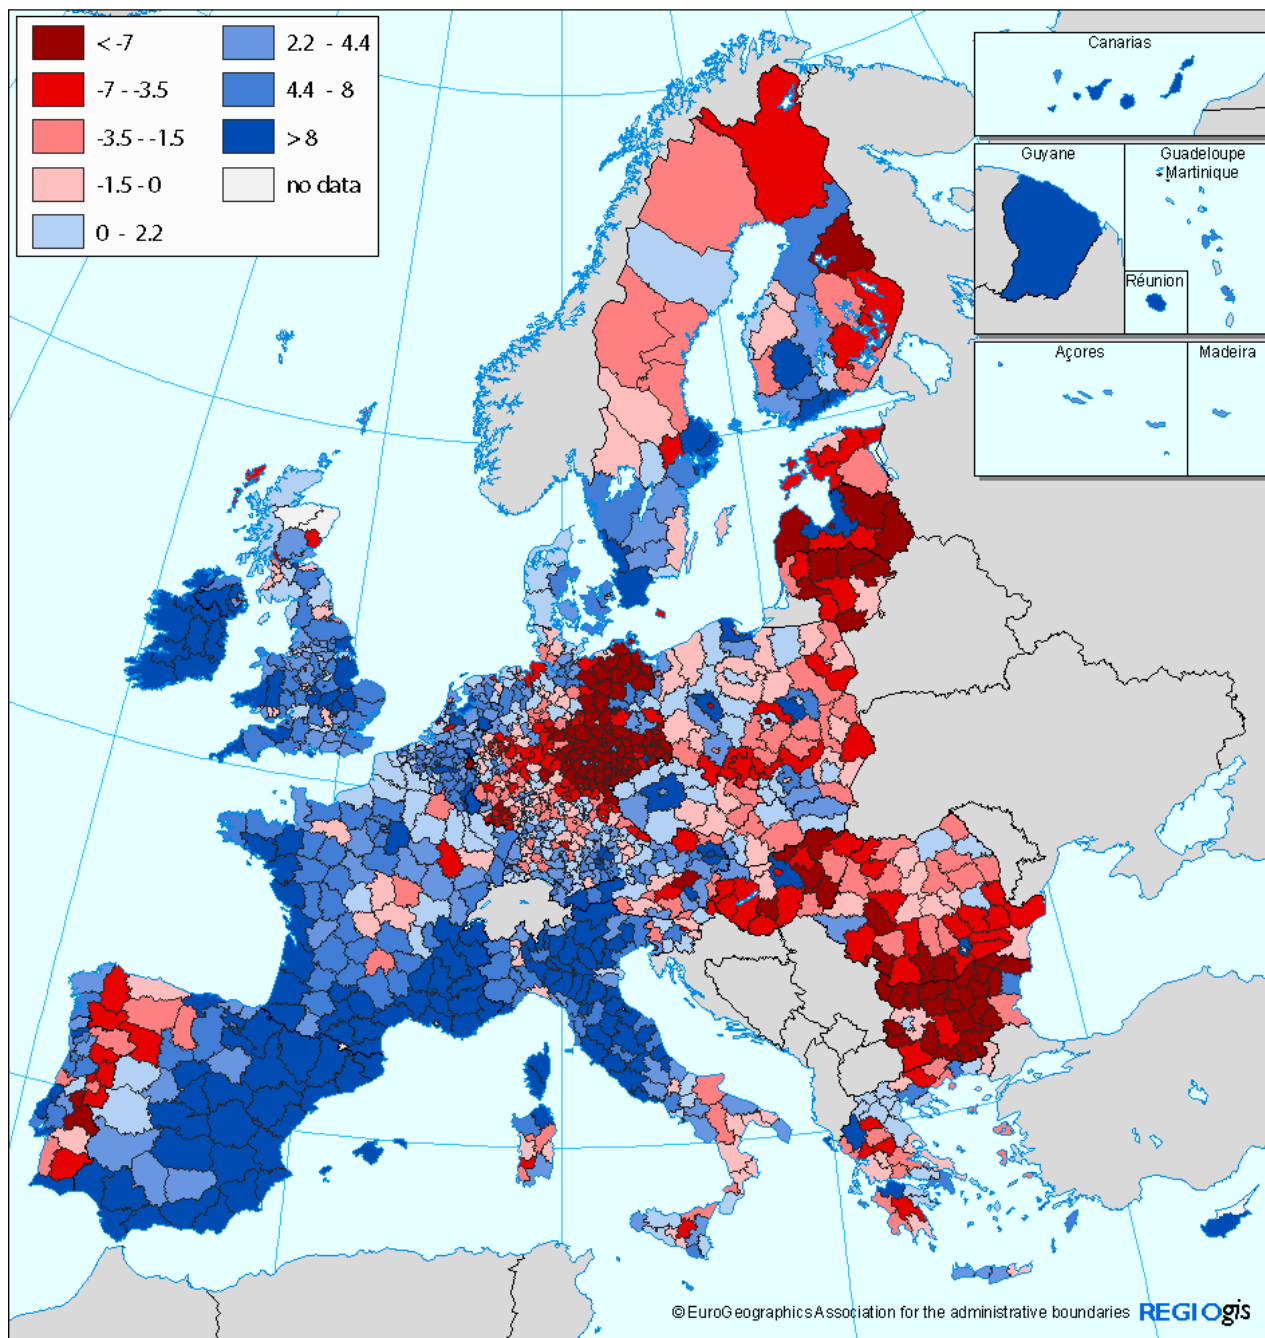 < -7
-7 - -3.5
-3.5 - -1.5
-1.5 - 0
0 - 2.2
2.2 - 4.4
4.4 - 8
> 8
no data
Canarias
Guyane
Guadeloupe
Martinique
Réunion
Açores
Madeira
© EuroGeographics Association for the administrative boundaries REGIOgis